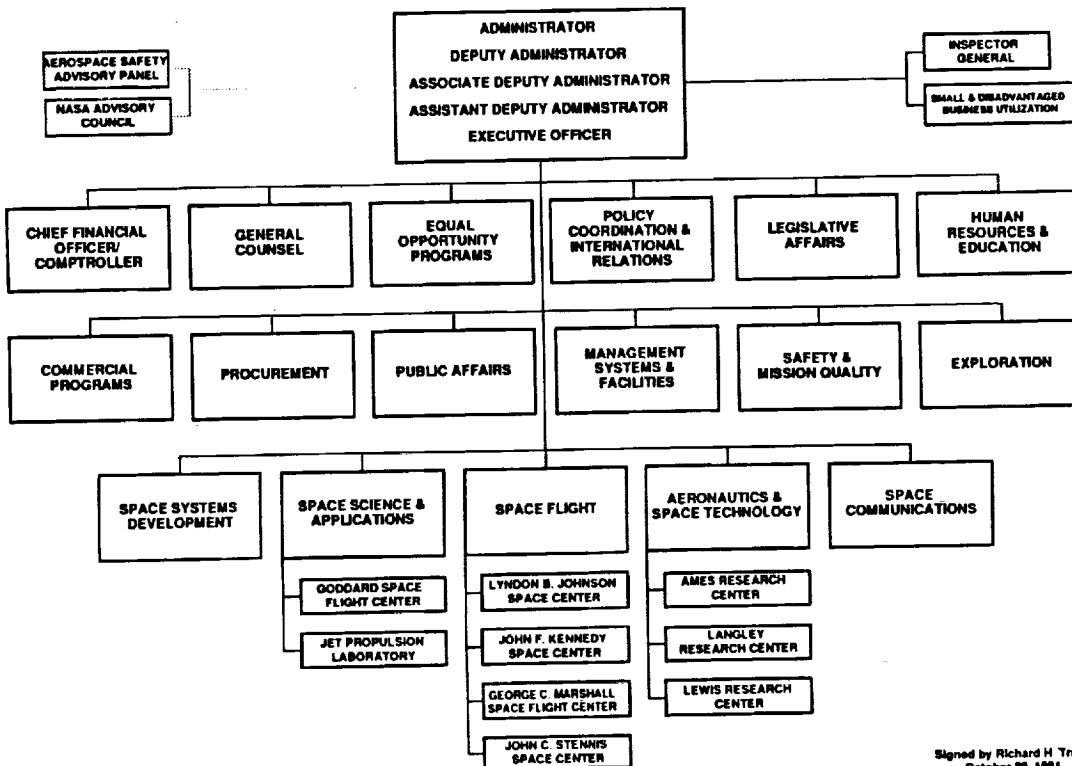 ADMINISTRATOR
DEPUTY ADMINISTRATOR
ASSOCIATE DEPUTY ADMINISTRATOR
ASSISTANT DEPUTY ADMINISTRATOR
EXECUTIVE OFFICER
AEROSPACE SAFETY
ADVISORY PANEL
NASA ADVISORY
COUNCIL
INSPECTOR
GENERAL
SMALL & DISADVANTAGED
BUSINESS UTILIZATION
CHIEF FINANCIAL
OFFICER/
COMPTROLLER
GENERAL
COUNSEL
EQUAL
OPPORTUNITY
PROGRAMS
POLICY
COORDINATION &
INTERNATIONAL
RELATIONS
LEGISLATIVE
AFFAIRS
HUMAN
RESOURCES &
EDUCATION
COMMERCIAL
PROGRAMS
PROCUREMENT
PUBLIC AFFAIRS
MANAGEMENT
SYSTEMS &
FACILITIES
SAFETY &
MISSION QUALITY
EXPLORATION
SPACE SYSTEMS
DEVELOPMENT
SPACE SCIENCE &
APPLICATIONS
SPACE FLIGHT
AERONAUTICS &
SPACE TECHNOLOGY
SPACE
COMMUNICATIONS
GODDARD SPACE
FLIGHT CENTER
JET PROPULSION
LABORATORY
LYNDON B. JOHNSON
SPACE CENTER
JOHN F. KENNEDY
SPACE CENTER
GEORGE C. MARSHALL
SPACE FLIGHT CENTER
JOHN C. STENNIS
SPACE CENTER
AMES RESEARCH
CENTER
LANGLEY
RESEARCH CENTER
LEWIS RESEARCH
CENTER
Signed by Richard H
October